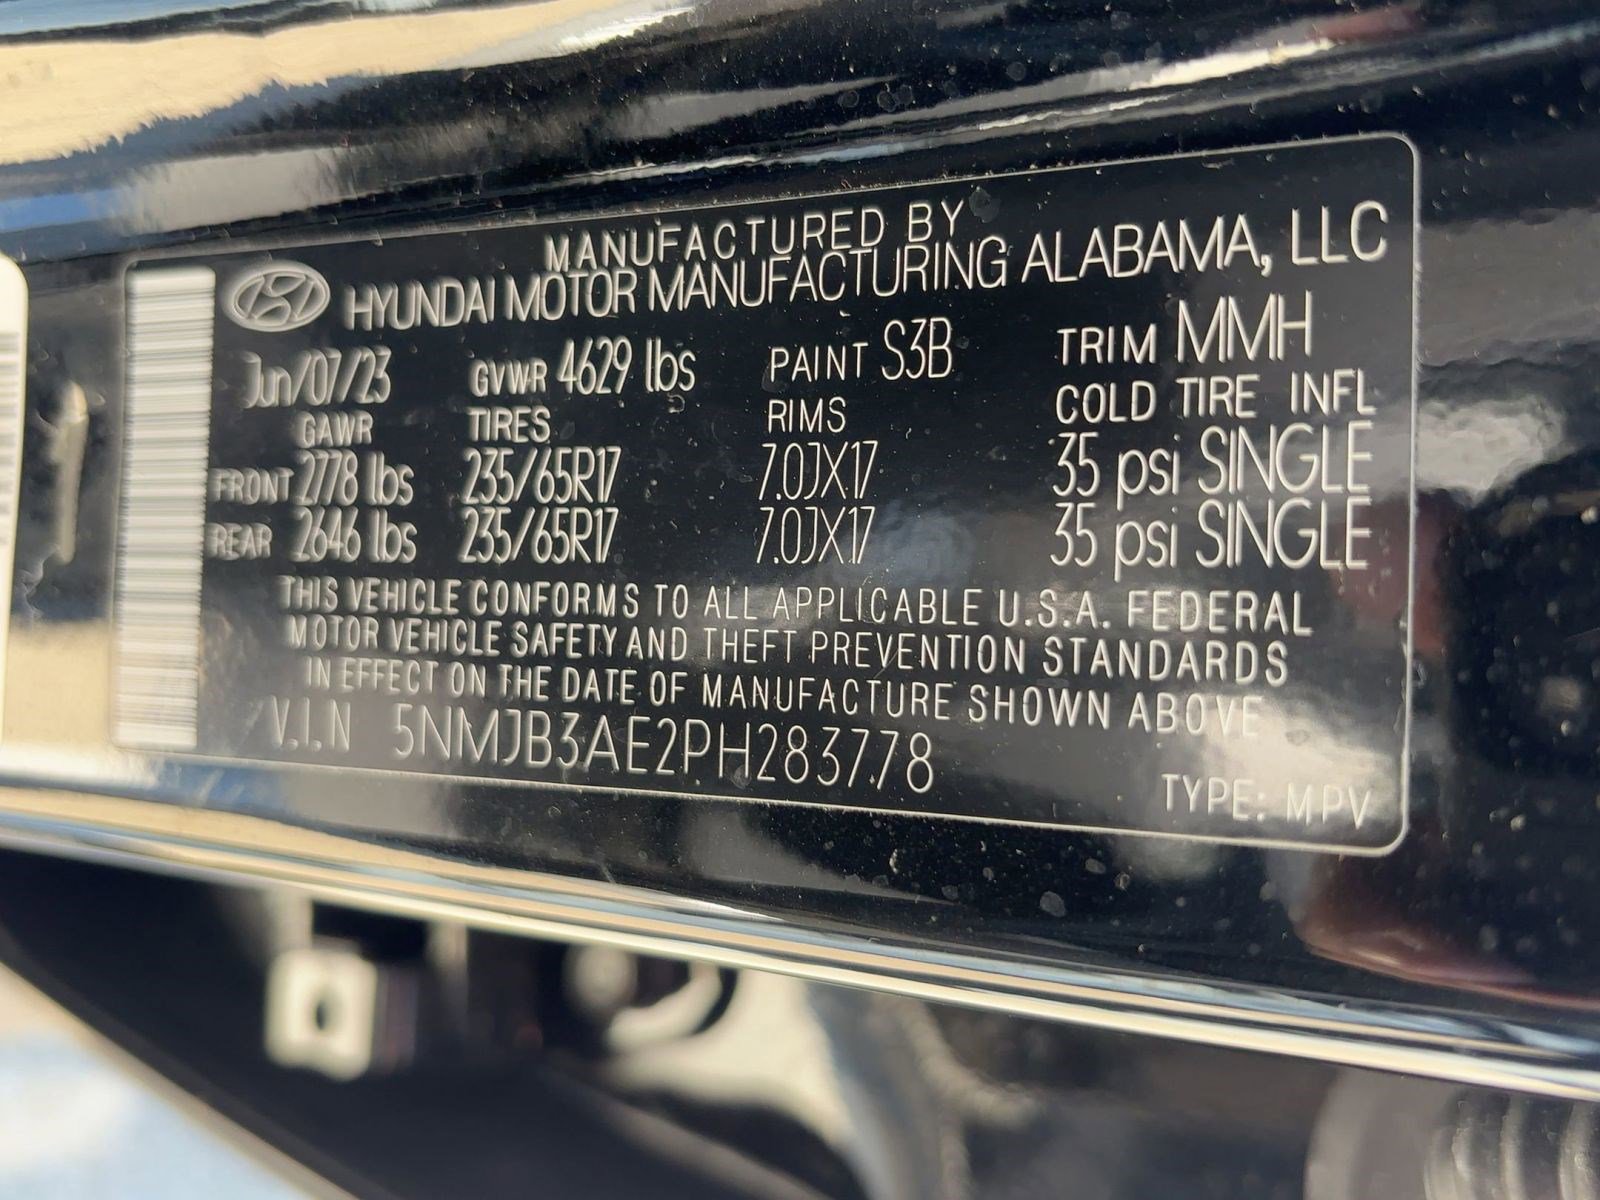 MANUFACTURED BY
HYUNDAI MOTOR MANUFACTURING ALABAMA, LLC
Jun/07/23 GVWR 4629 lbs PAINT S3B TRIM MMH
GAWR TIRES RIMS COLD TIRE INFL
FRONT 2778 lbs 235/65R17 7.0JX17 35 psi SINGLE
REAR 2646 lbs 235/65R17 7.0JX17 35 psi SINGLE
THIS VEHICLE CONFORMS TO ALL APPLICABLE U.S.A. FEDERAL
MOTOR VEHICLE SAFETY AND THEFT PREVENTION STANDARDS
IN EFFECT ON THE DATE OF MANUFACTURE SHOWN ABOVE
V.I.N 5NMJB3AE2PH283778
TYPE: MPV